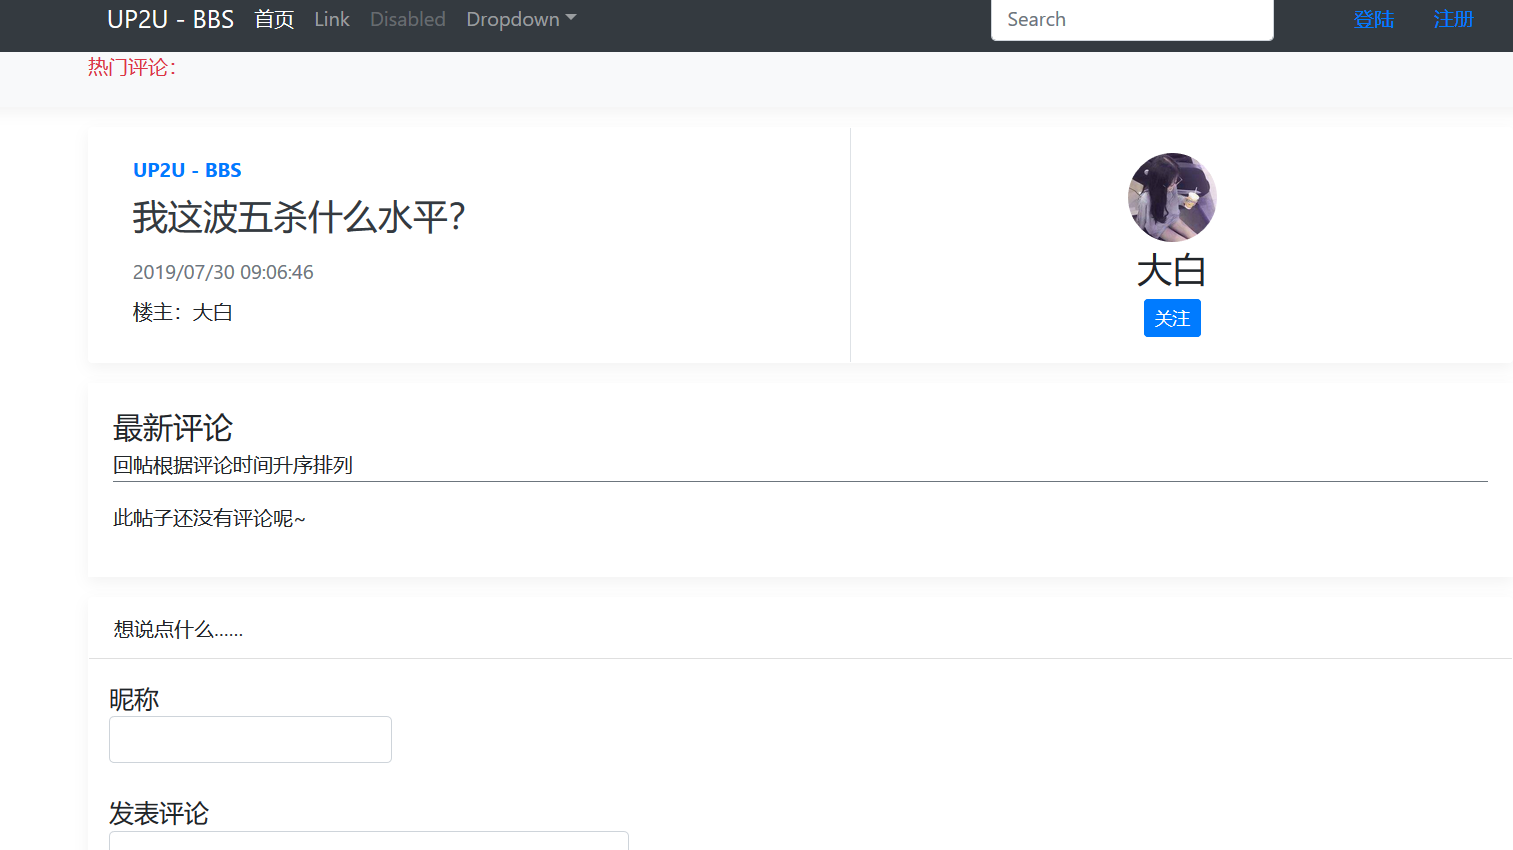 UP2U - BBS 首页 Link Disabled Dropdown Search 登陆 注册
热门评论：
UP2U - BBS
我这波五杀什么水平？
2019/07/30 09:06:46
楼主：大白
大白
关注
最新评论
回帖根据评论时间升序排列
此帖子还没有评论呢~
想说点什么......
昵称
发表评论